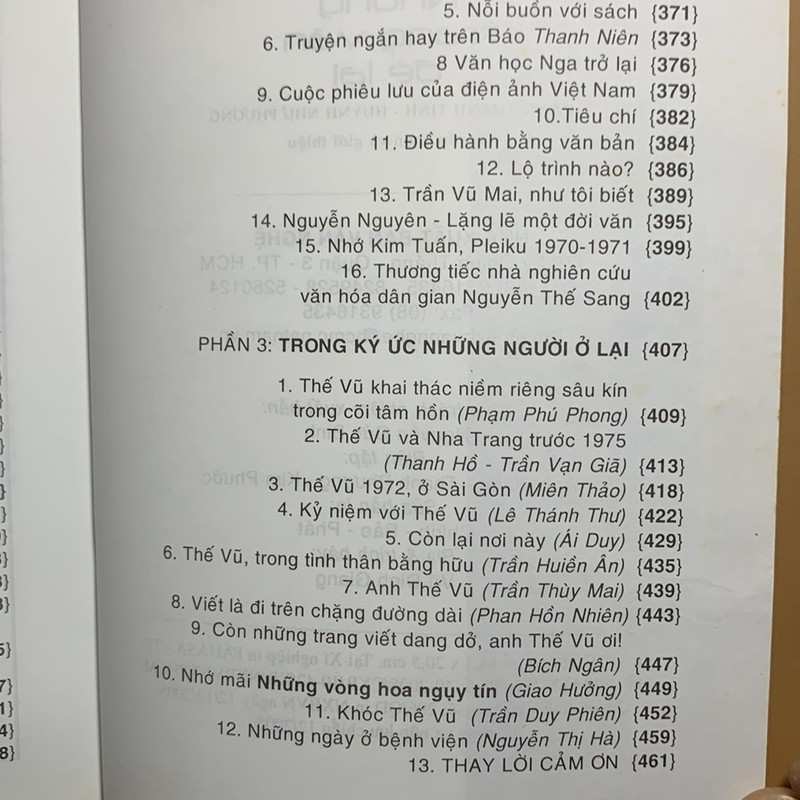 5. Nỗi buồn với sách {371}
6. Truyện ngắn hay trên Báo Thanh Niên {373}
8 Văn học Nga trở lại {376}
9. Cuộc phiêu lưu của điện ảnh Việt Nam {379}
10.Tiêu chí {382}
11. Điều hành bằng văn bản {384}
12. Lộ trình nào? {386}
13. Trần Vũ Mai, như tôi biết {389}
14. Nguyễn Nguyên - Lặng lẽ một đời văn {395}
15. Nhớ Kim Tuấn, Pleiku 1970-1971 {399}
16. Thương tiếc nhà nghiên cứu
văn hóa dân gian Nguyễn Thế Sang {402}
PHẦN 3: TRONG KÝ ỨC NHỮNG NGƯỜI Ở LẠI {407}
1. Thế Vũ khai thác niềm riêng sâu kín
trong cõi tâm hồn (Phạm Phú Phong) {409}
2. Thế Vũ và Nha Trang trước 1975
(Thanh Hồ - Trần Vạn Giã) {413}
3. Thế Vũ 1972, ở Sài Gòn (Miên Thảo) {418}
4. Kỷ niệm với Thế Vũ (Lê Thánh Thư) {422}
5. Còn lại nơi này (Ái Duy) {429}
6. Thế Vũ, trong tình thân bằng hữu (Trần Huiền Ân) {435}
7. Anh Thế Vũ (Trần Thùy Mai) {439}
8. Viết là đi trên chặng đường dài (Phan Hồn Nhiên) {443}
9. Còn những trang viết dang dở, anh Thế Vũ ơi!
(Bích Ngân) {447}
10. Nhớ mãi Những vòng hoa ngụy tín (Giao Hưởng) {449}
11. Khóc Thế Vũ (Trần Duy Phiên) {452}
12. Những ngày ở bệnh viện (Nguyễn Thị Hà) {459}
13. THAY LỜI CẢM ƠN {461}